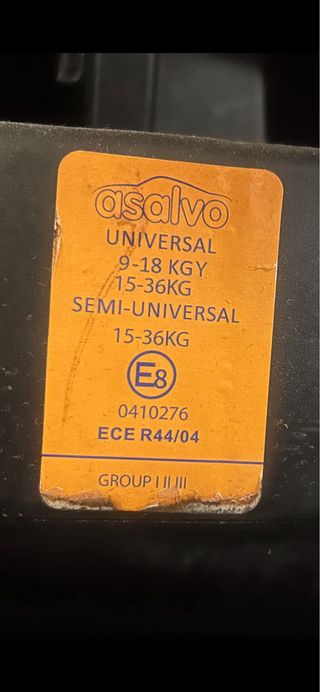 asalvo
UNIVERSAL
9-18 KGY
15-36KG
SEMI-UNIVERSAL
15-36KG
E8
0410276
ECE R44/04
GROUP I II III